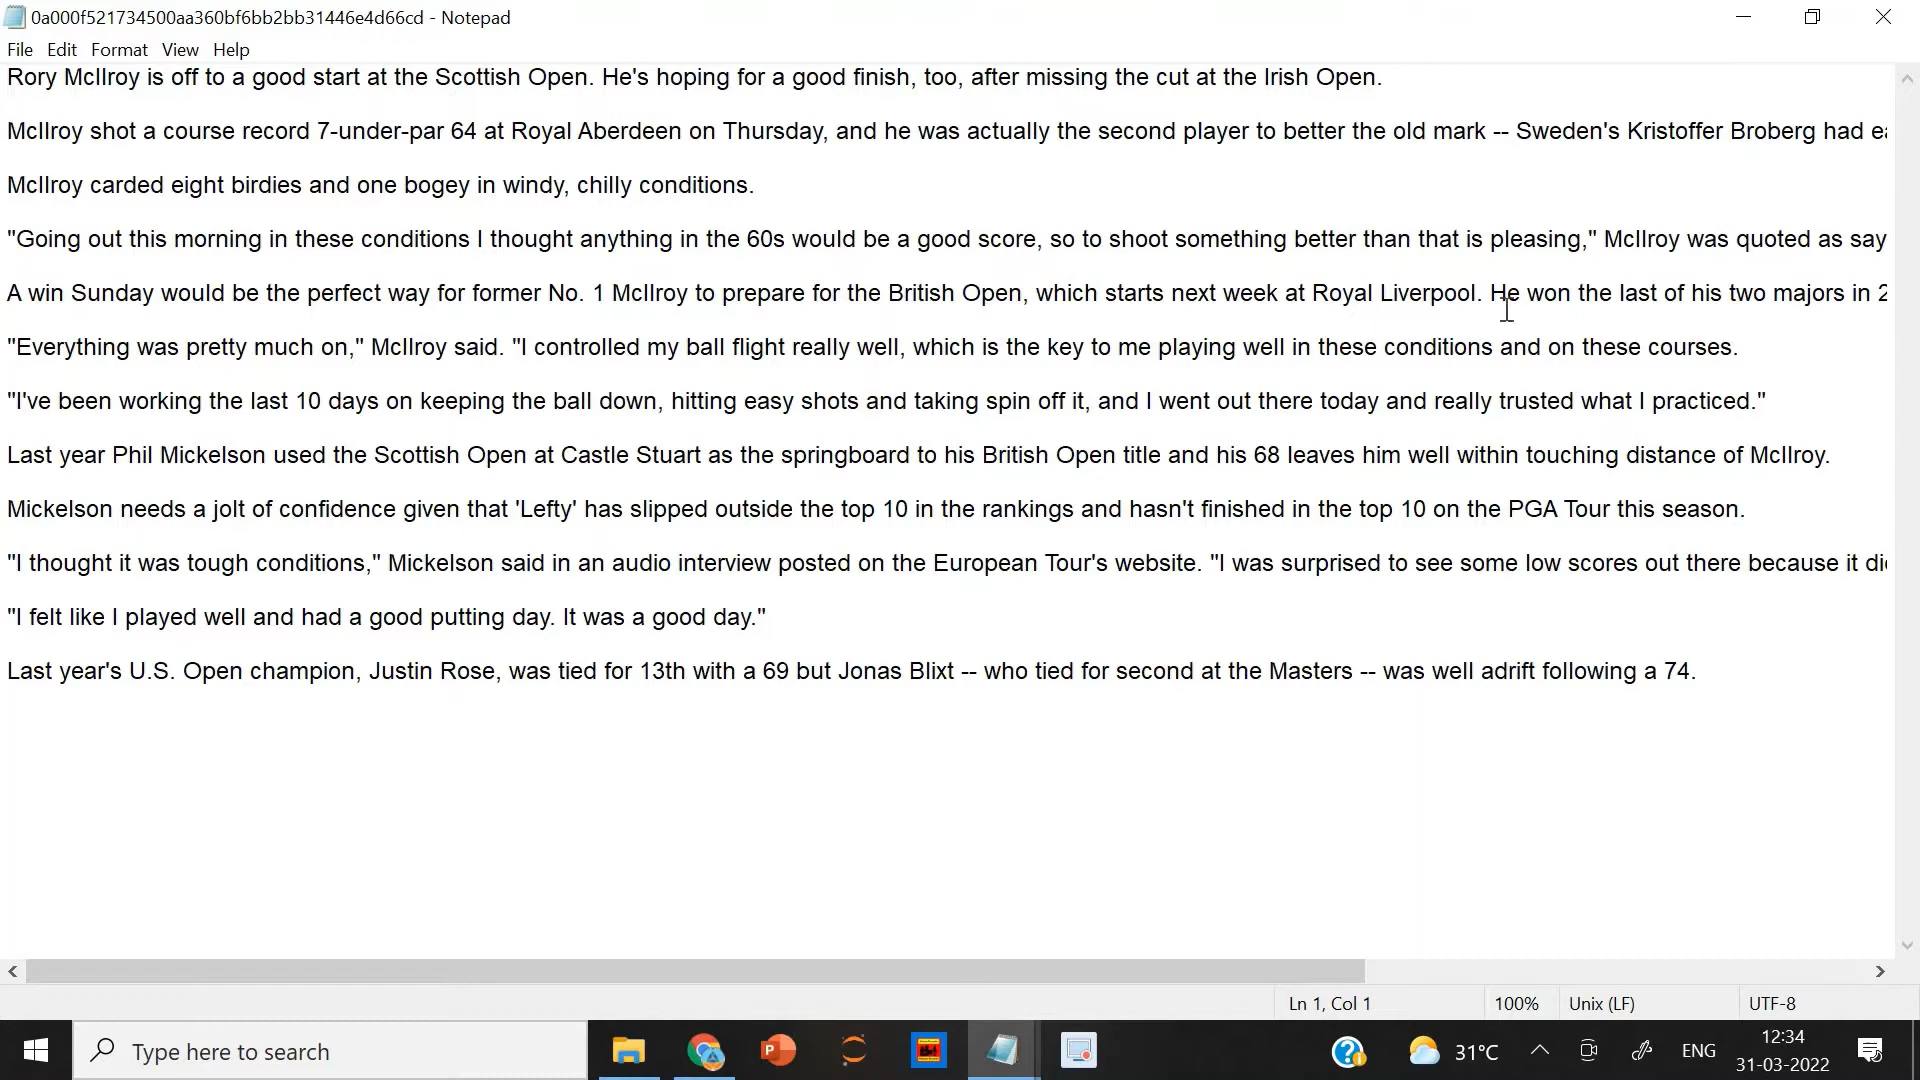 0a000f521734500aa360bf6bb2bb31446e4d66cd - Notepad
File Edit Format View Help
Rory McIlroy is off to a good start at the Scottish Open. He's hoping for a good finish, too, after missing the cut at the Irish Open.
McIlroy shot a course record 7-under-par 64 at Royal Aberdeen on Thursday, and he was actually the second player to better the old mark -- Sweden's Kristoffer Broberg had
McIlroy carded eight birdies and one bogey in windy, chilly conditions.
"Going out this morning in these conditions I thought anything in the 60s would be a good score, so to shoot something better than that is pleasing," McIlroy was quoted as say
A win Sunday would be the perfect way for former No. 1 McIlroy to prepare for the British Open, which starts next week at Royal Liverpool. He won the last of his two majors in 2
"Everything was pretty much on," McIlroy said. "I controlled my ball flight really well, which is the key to me playing well in these conditions and on these courses.
"I've been working the last 10 days on keeping the ball down, hitting easy shots and taking spin off it, and I went out there today and really trusted what I practiced."
Last year Phil Mickelson used the Scottish Open at Castle Stuart as the springboard to his British Open title and his 68 leaves him well within touching distance of McIlroy.
Mickelson needs a jolt of confidence given that 'Lefty' has slipped outside the top 10 in the rankings and hasn't finished in the top 10 on the PGA Tour this season.
"I thought it was tough conditions," Mickelson said in an audio interview posted on the European Tour's website. "I was surprised to see some low scores out there because it
"I felt like I played well and had a good putting day. It was a good day."
Last year's U.S. Open champion, Justin Rose, was tied for 13th with a 69 but Jonas Blixt -- who tied for second at the Masters -- was well adrift following a 74.
Ln 1, Col 1 100% Unix (LF) UTF-8
Type here to search
31°C ENG 12:34
31-03-2022